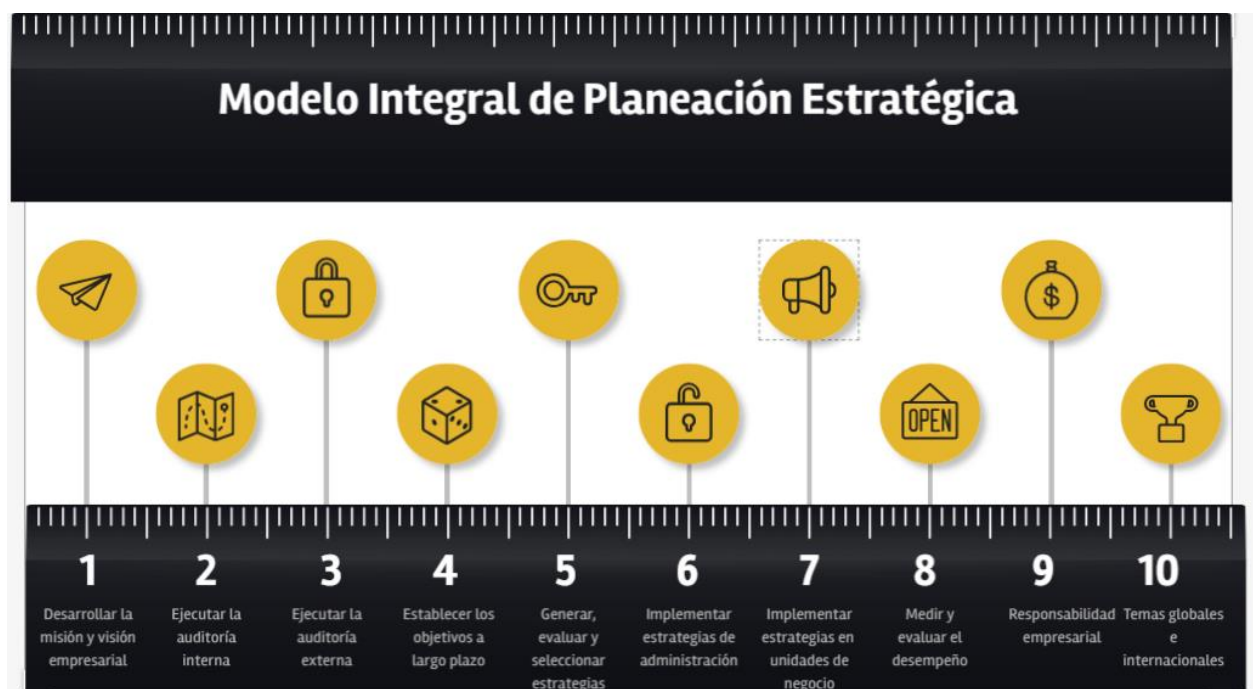 Modelo Integral de Planeación Estratégica
OPEN
1
Desarrollar la
misión y visión
empresarial
2
Ejecutar la
auditoría
interna
3
Ejecutar la
auditoría
externa
4
Establecer los
objetivos a
largo plazo
5
Generar,
evaluar y
seleccionar
estrategias
6
Implementar
estrategias de
administración
7
Implementar
estrategias en
unidades de
negocio
8
Medir y
evaluar el
desempeño
9
Responsabilidad
empresarial
10
Temas globales
e
internacionales
$